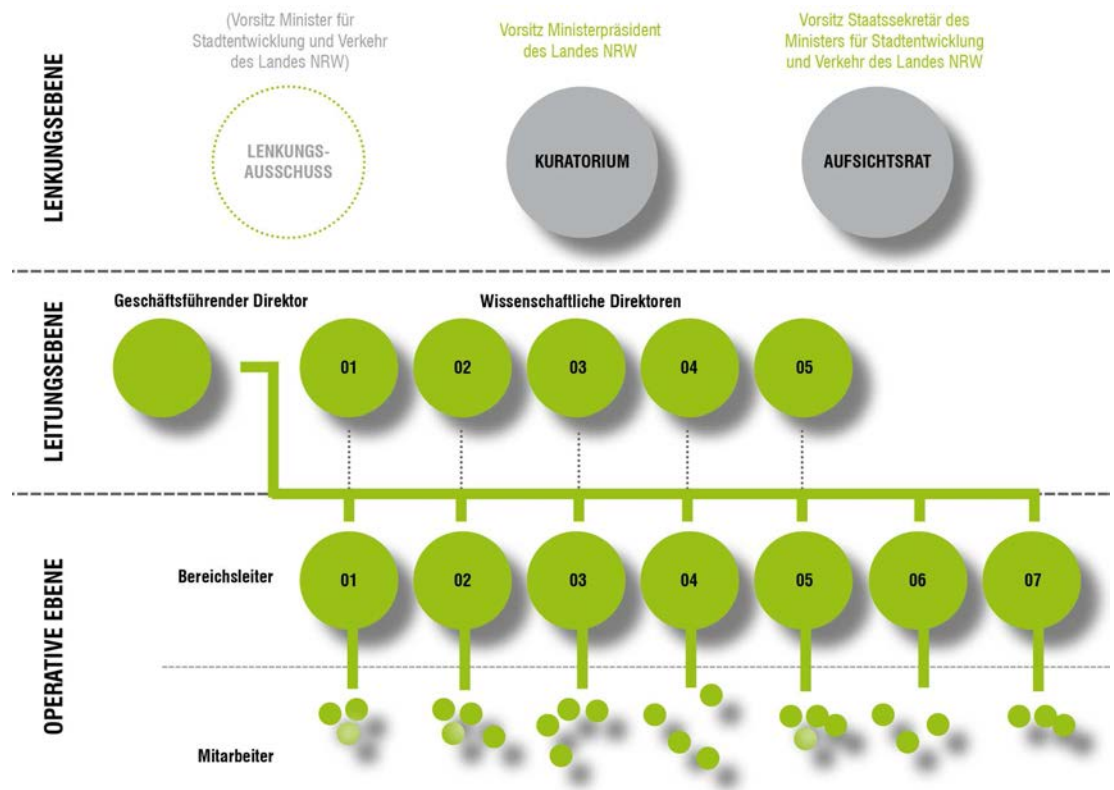 LENKUNGSEBENE
(Vorsitz Minister für
Stadtentwicklung und Verkehr
des Landes NRW)
Vorsitz Ministerpräsident
des Landes NRW
Vorsitz Staatssekretär des
Ministers für Stadtentwicklung
und Verkehr des Landes NRW
LENKUNGS-
AUSSCHUSS
KURATORIUM
AUFSICHTSRAT
LEITUNGSEBENE
Geschäftsführender Direktor
Wissenschaftliche Direktoren
01
02
03
04
05
OPERATIVE EBENE
Bereichsleiter
01
02
03
04
05
06
07
Mitarbeiter